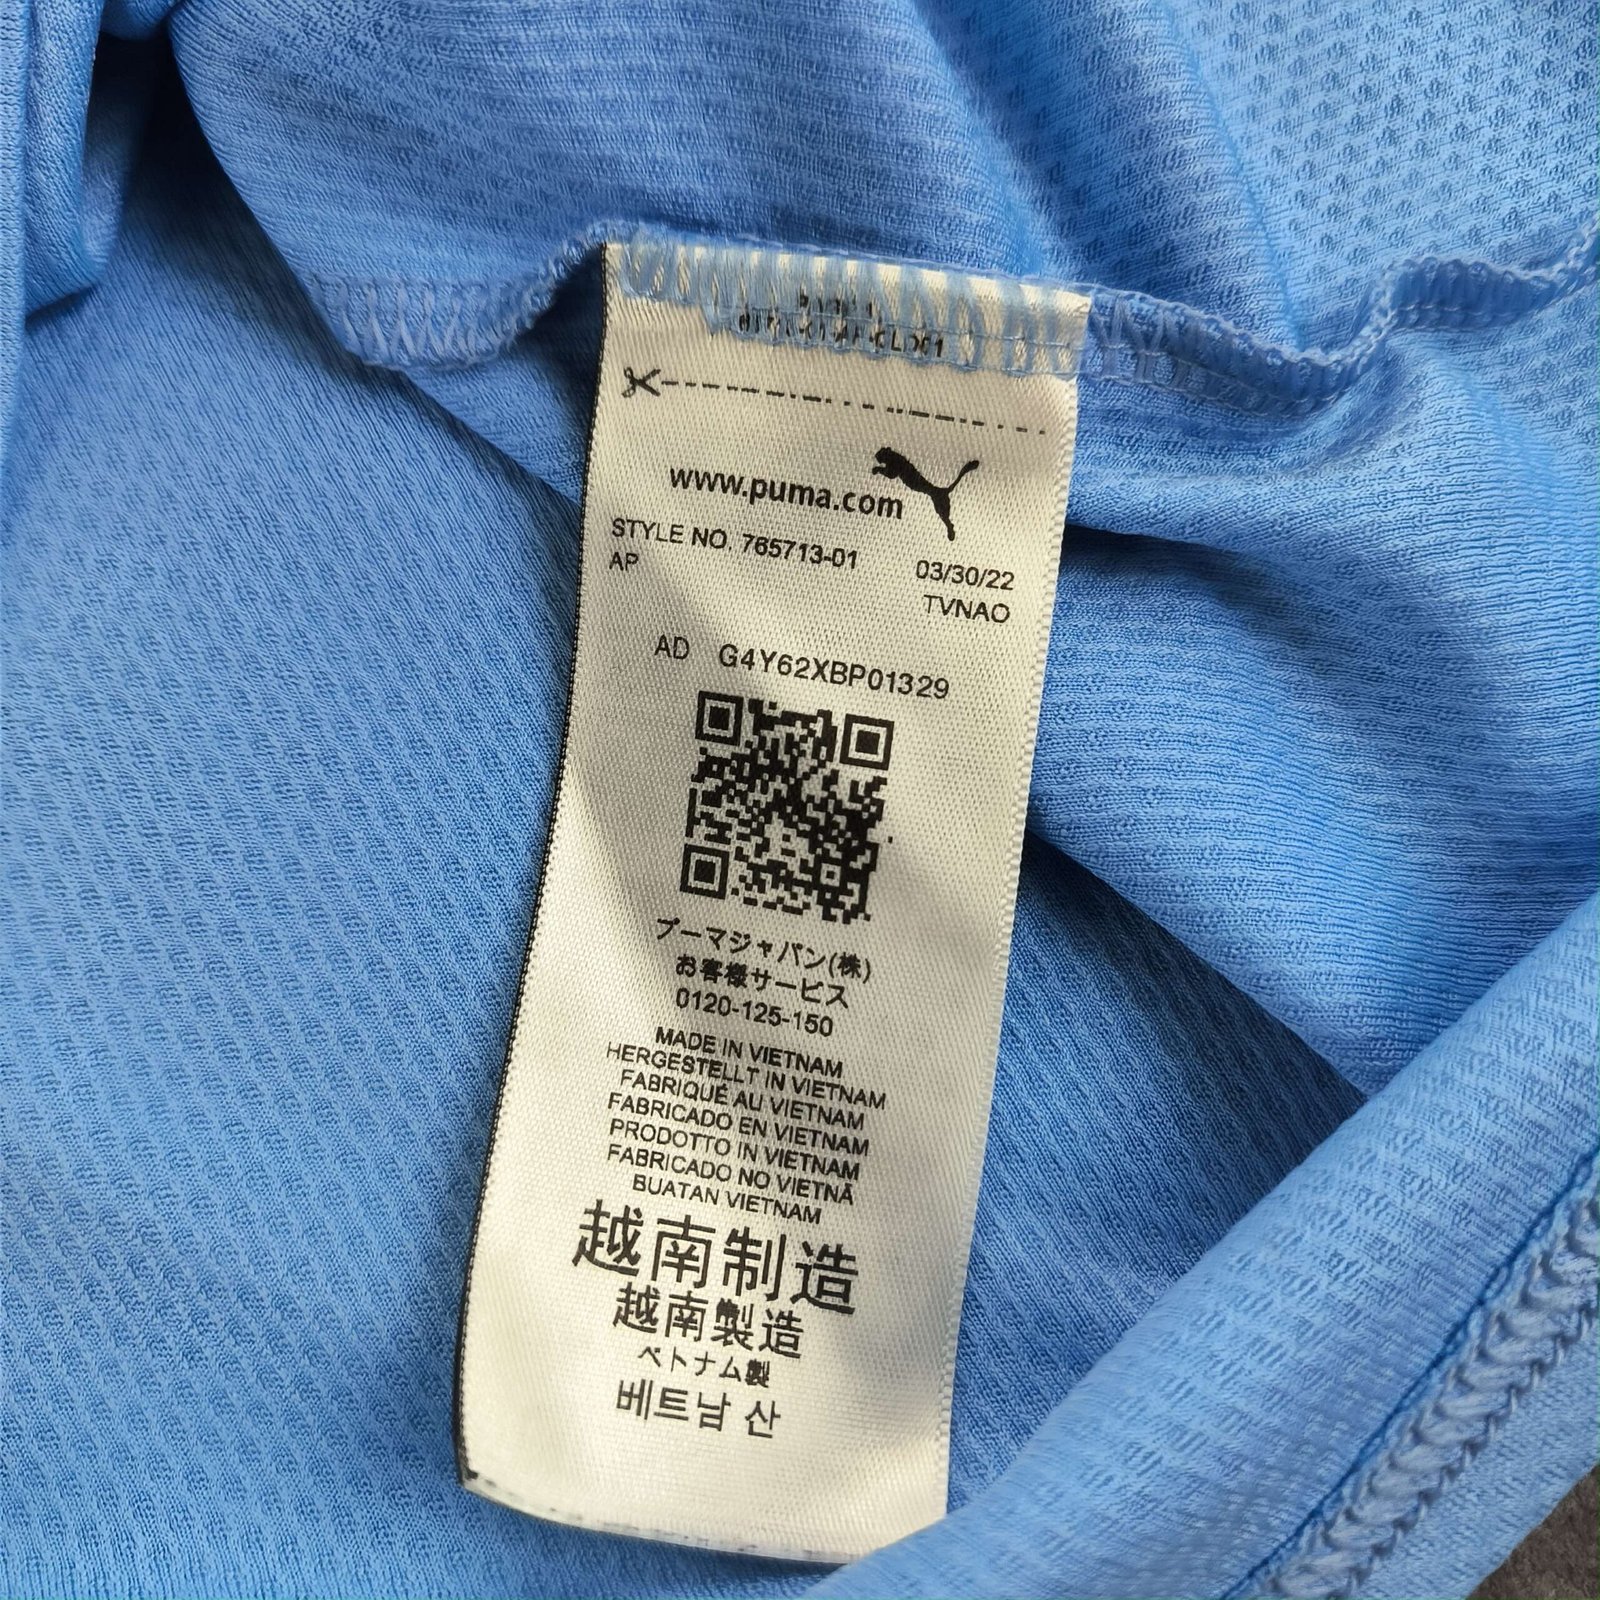 www.puma.com
STYLE NO. 765713-01 03/30/22
AP TVNAO
AD G4Y62XBP01329
プーマジャパン(株)
お客様サービス
0120-125-150
MADE IN VIETNAM
HERGESTELLT IN VIETNAM
FABRIQUÉ AU VIETNAM
FABRICADO EN VIETNAM
PRODOTTO IN VIETNAM
FABRICADO NO VIETNÃ
BUATAN VIETNAM
越南制造
越南製造
ベトナム製
베트남 산